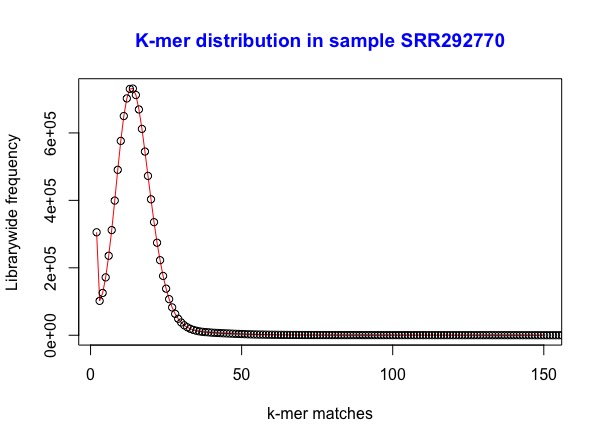 K-mer distribution in sample SRR292770
Librarywide frequency
6e+05
4e+05
2e+05
0e+00
0 50 100 150
k-mer matches